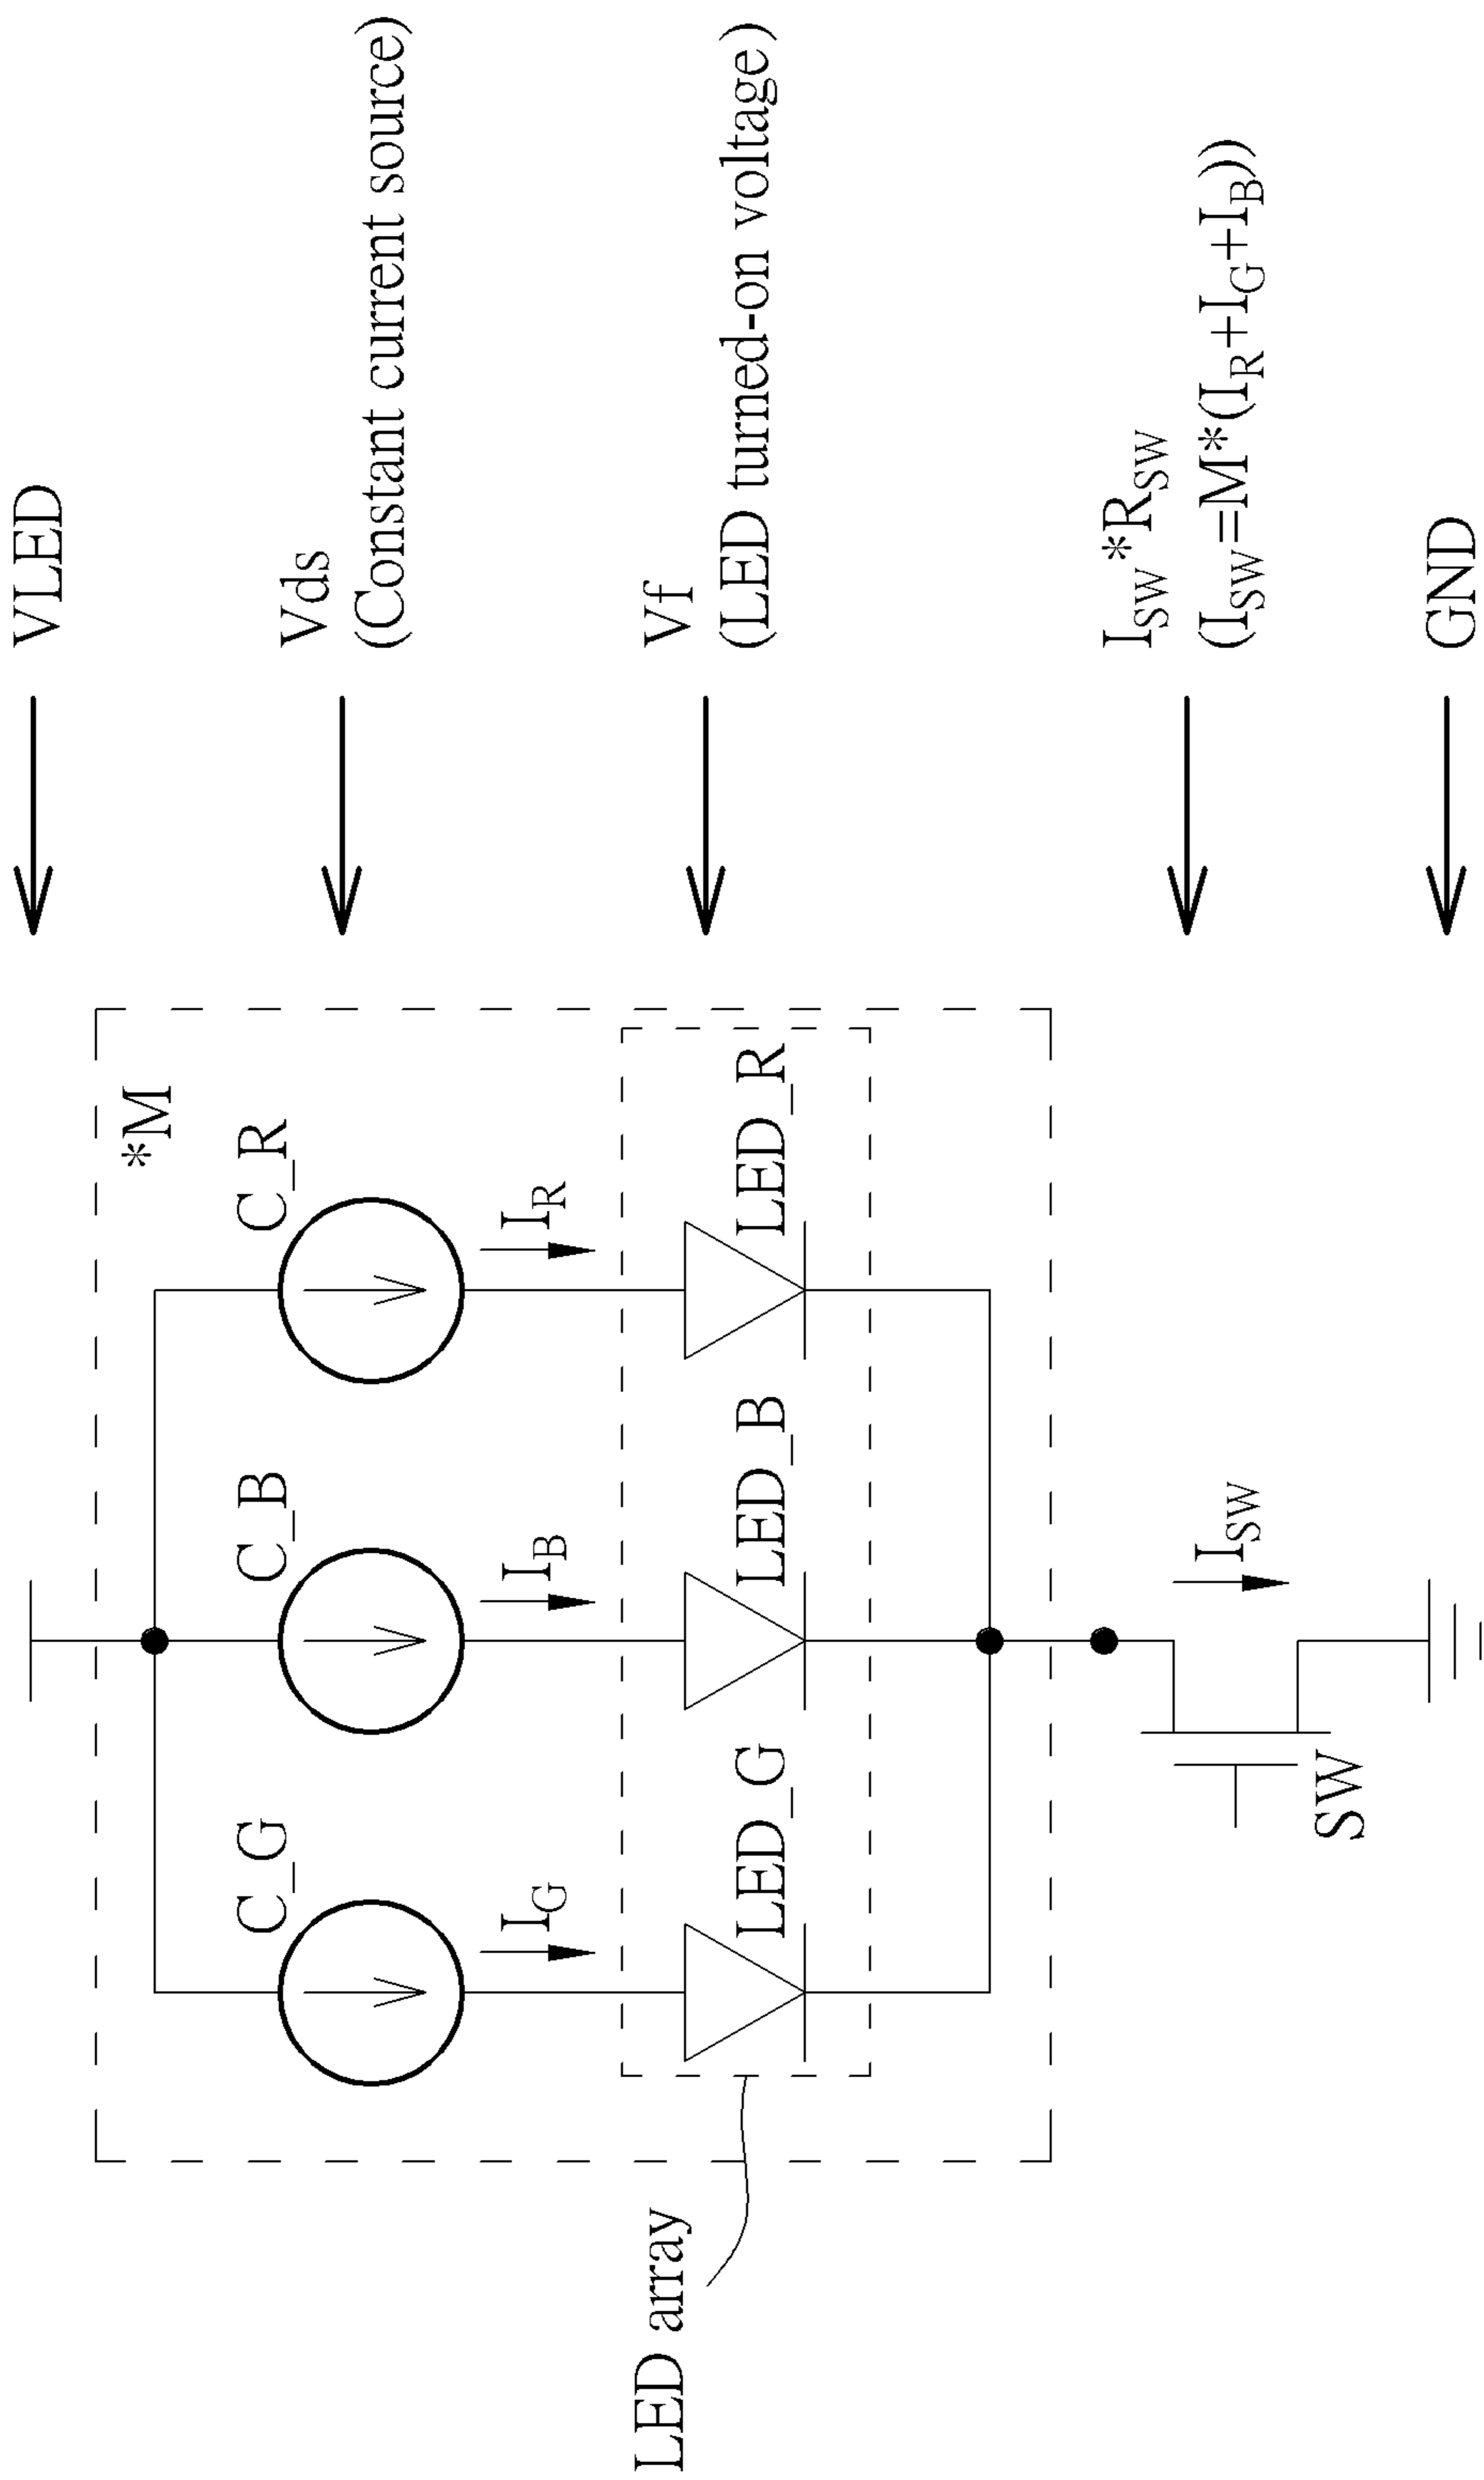 VLED
*M
C_G
C_B
C_R
Vds
(Constant current source)
I_G
I_B
I_R
LED array
LED_G
LED_B
LED_R
Vf
(LED turned-on voltage)
I_SW*R_SW
(I_SW=M*(I_R+I_G+I_B)))
I_SW
SW
GND